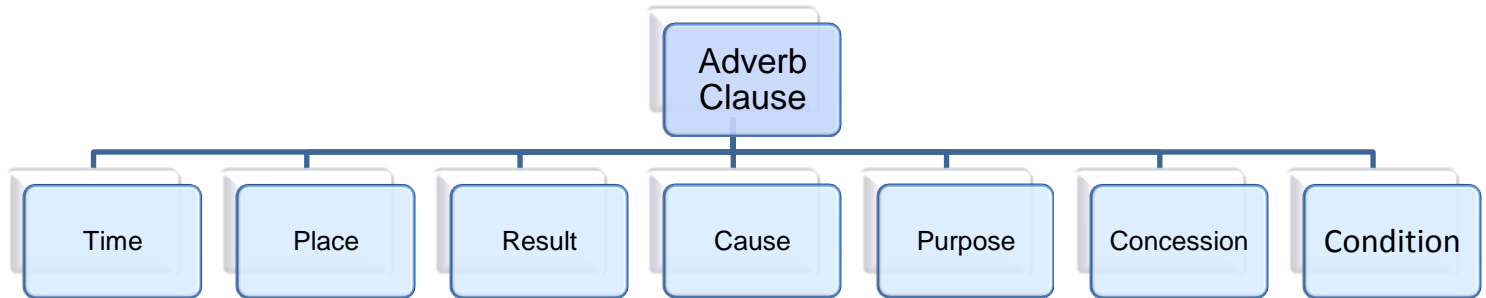 Adverb
Clause
Time
Place
Result
Cause
Purpose
Concession
Condition